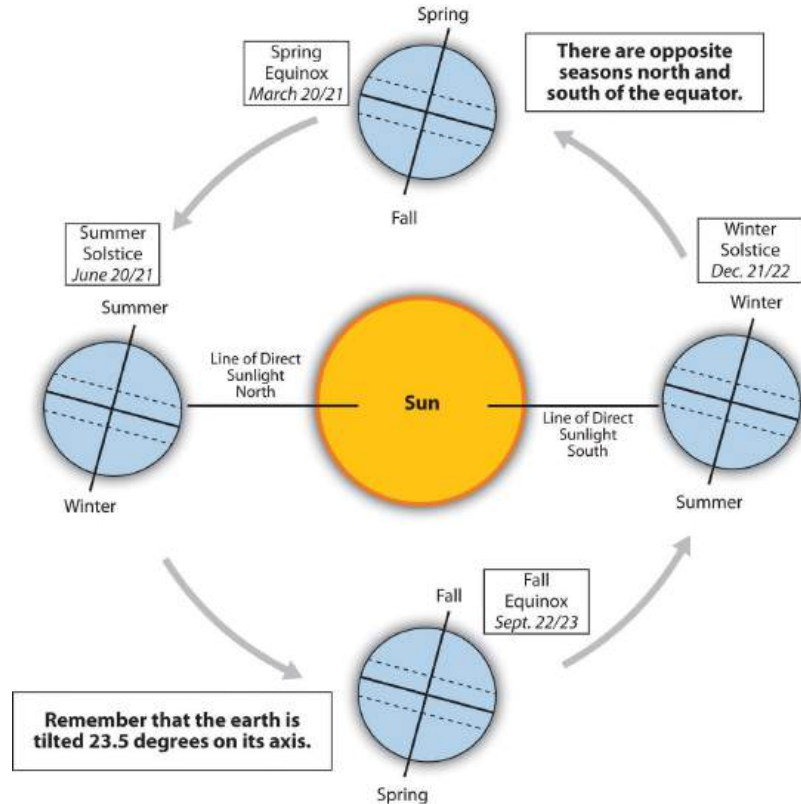 Spring
Spring
Equinox
March 20/21
There are opposite
seasons north and
south of the equator.
Fall
Summer
Solstice
June 20/21
Summer
Winter
Solstice
Dec. 21/22
Winter
Line of Direct
Sunlight
North
Sun
Line of Direct
Sunlight
South
Winter
Summer
Fall
Fall
Equinox
Sept. 22/23
Remember that the earth is
tilted 23.5 degrees on its axis.
Spring